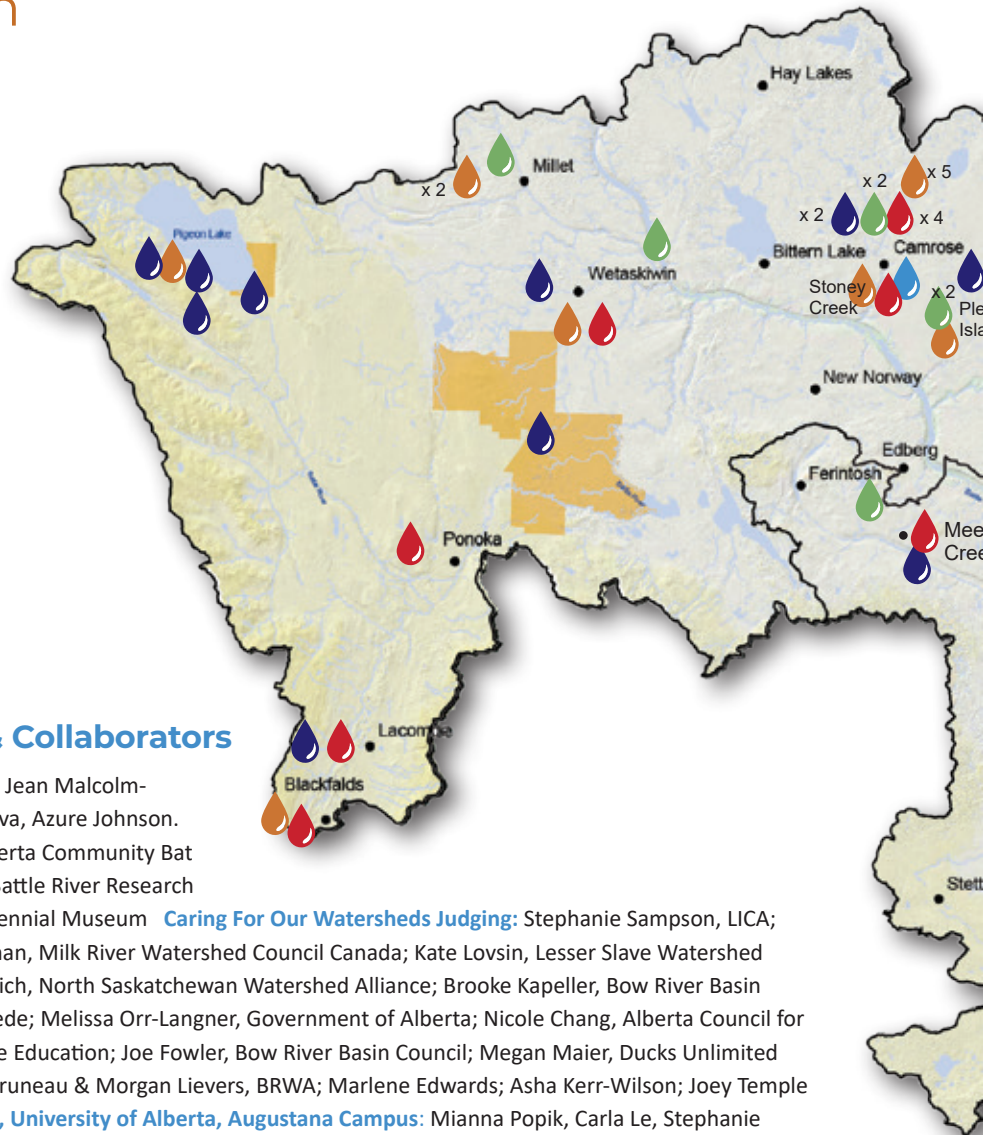 Hay Lakes
Millet
x 2
x 5
x 2
x 2
x 4
Pigeon Lake
Bittern Lake
Camrose
Wetaskiwin
Stoney
Creek
x 2
New Norway
Edberg
Ferintosh
Ponoka
Collaborators
Lacombe
Jean Malcolm-
Blackfalds
Azure Johnson.
Community Bat
Battle River Research
Museum Caring For Our Watersheds Judging: Stephanie Sampson, LICA;
Milk River Watershed Council Canada; Kate Lovsin, Lesser Slave Watershed
North Saskatchewan Watershed Alliance; Brooke Kapeller, Bow River Basin
Melissa Orr-Langner, Government of Alberta; Nicole Chang, Alberta Council for
Education; Joe Fowler, Bow River Basin Council; Megan Maier, Ducks Unlimited
& Morgan Lievers, BRWA; Marlene Edwards; Asha Kerr-Wilson; Joey Temple
, University of Alberta, Augustana Campus: Mianna Popik, Carla Le, Stephanie